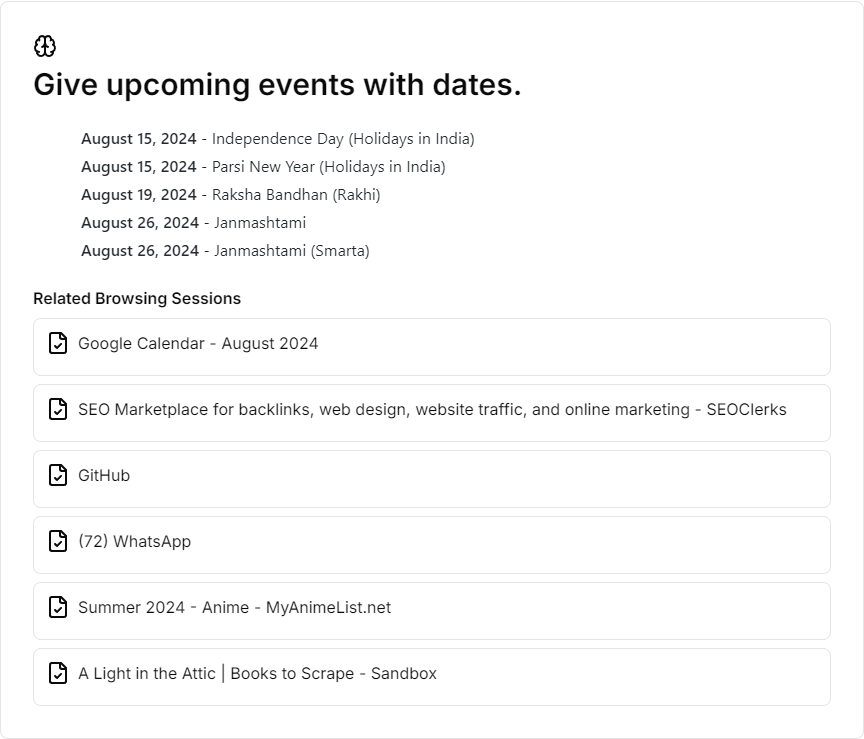 Give upcoming events with dates.
August 15, 2024 - Independence Day (Holidays in India)
August 15, 2024 - Parsi New Year (Holidays in India)
August 19, 2024 - Raksha Bandhan (Rakhi)
August 26, 2024 - Janmashtami
August 26, 2024 - Janmashtami (Smarta)
Related Browsing Sessions
Google Calendar - August 2024
SEO Marketplace for backlinks, web design, website traffic, and online marketing - SEOClerks
GitHub
(72) WhatsApp
Summer 2024 - Anime - MyAnimeList.net
A Light in the Attic | Books to Scrape - Sandbox